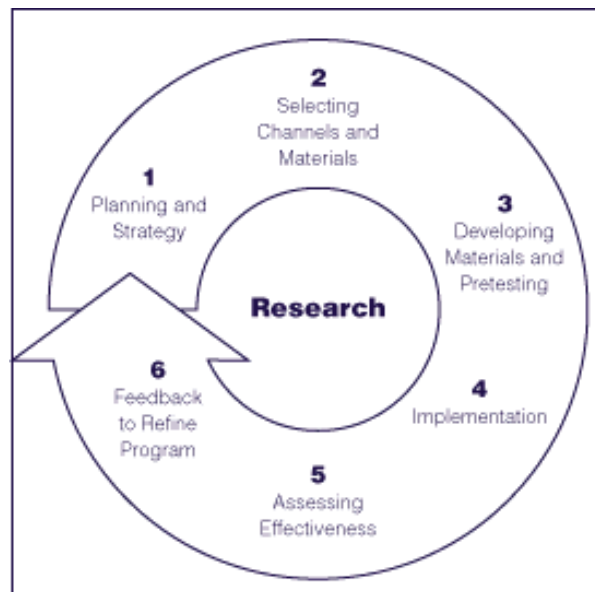 1
Planning and
Strategy
2
Selecting
Channels and
Materials
3
Developing
Materials and
Pretesting
4
Implementation
5
Assessing
Effectiveness
6
Feedback
to Refine
Program
Research